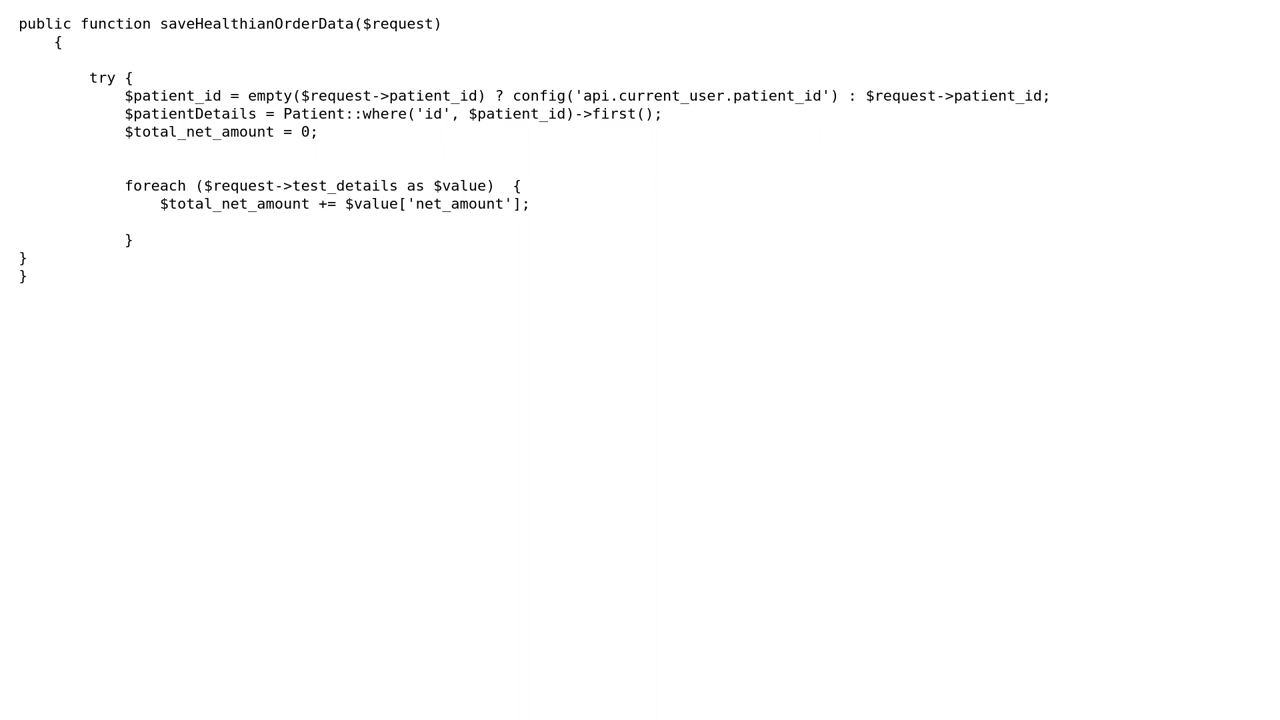 public function saveHealthianOrderData($request)
    {
        try {
            $patient_id = empty($request->patient_id) ? config('api.current_user.patient_id') : $request->patient_id;
            $patientDetails = Patient::where('id', $patient_id)->first();
            $total_net_amount = 0;
            foreach ($request->test_details as $value)  {
                $total_net_amount += $value['net_amount'];
            }
}
}